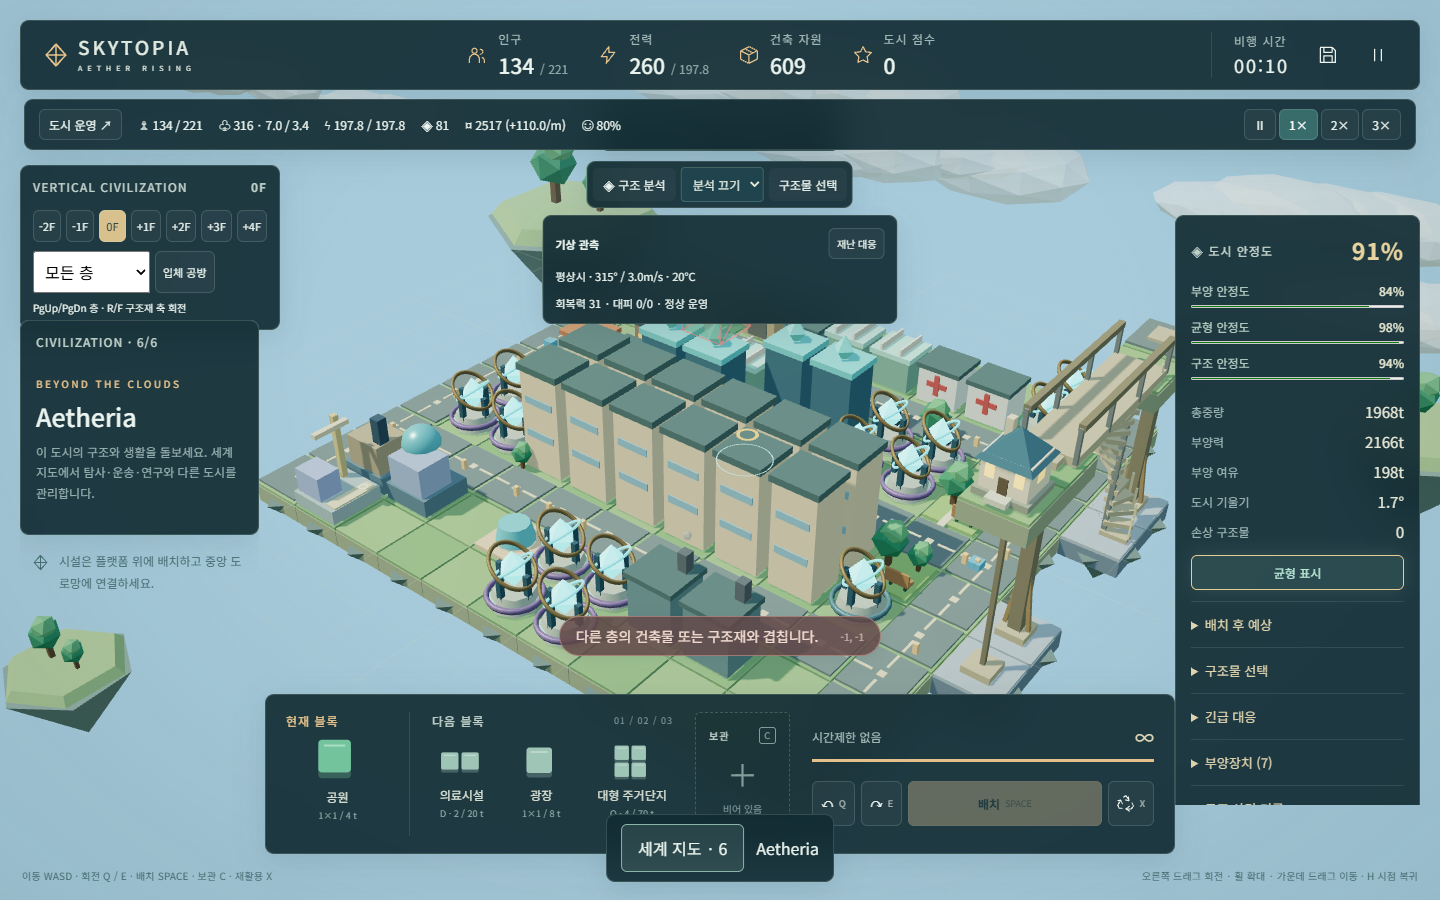 SKYTOPIA
AETHER RISING
인구
134 / 221
전력
260 / 197.8
건축 자원
609
도시 점수
0
비행 시간
00:10
도시 운영 ↗
134 / 221
316 · 7.0 / 3.4
197.8 / 197.8
81
2517 (+110.0/m)
80%
1×
2×
3×
VERTICAL CIVILIZATION 0F
-2F -1F 0F +1F +2F +3F +4F
모든 층
입체 공방
PgUp/PgDn 층 · R/F 구조재 축 회전
◈ 구조 분석
분석 끄기
구조물 선택
기상 관측
재난 대응
평상시 · 315° / 3.0m/s · 20°C
회복력 31 · 대피 0/0 · 정상 운영
CIVILIZATION · 6/6
BEYOND THE CLOUDS
Aetheria
이 도시의 구조와 생활을 돌보세요. 세계
지도에서 탐사·운송·연구와 다른 도시를
관리합니다.
시설은 플랫폼 위에 배치하고 중앙 도
로망에 연결하세요.
◈ 도시 안정도 91%
부양 안정도 84%
균형 안정도 98%
구조 안정도 94%
총중량 1968t
부양력 2166t
부양 여유 198t
도시 기울기 1.7°
손상 구조물 0
균형 표시
▶ 배치 후 예상
▶ 구조물 선택
▶ 긴급 대응
▶ 부양장치 (7)
다른 층의 건축물 또는 구조재와 겹칩니다. -1, -1
현재 블록
공원
1×1 / 4 t
다음 블록
01 / 02 / 03
의료시설
D · 2 / 20 t
광장
1×1 / 8 t
대형 주거단지
보관 C
비어 있음
시간제한 없음 ∞
Q
E
배치 SPACE
X
세계 지도 · 6
Aetheria
이동 WASD · 회전 Q / E · 배치 SPACE · 보관 C · 재활용 X
오른쪽 드래그 회전 · 휠 확대 · 가운데 드래그 이동 · H 시점 복귀